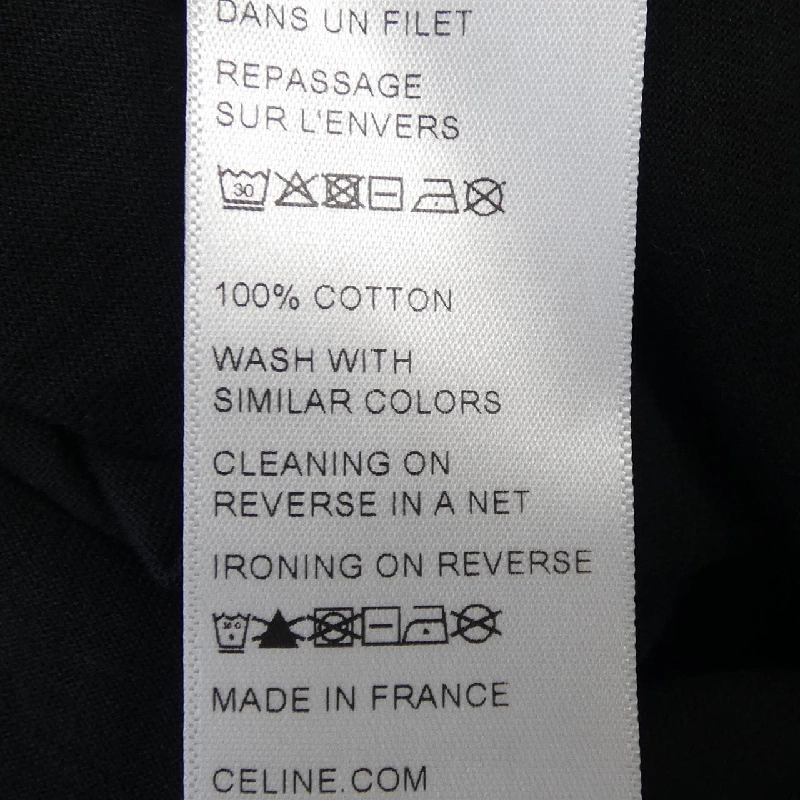 DANS UN FILET
REPASSAGE
SUR L'ENVERS
30
100% COTTON
WASH WITH
SIMILAR COLORS
CLEANING ON
REVERSE IN A NET
IRONING ON REVERSE
MADE IN FRANCE
CELINE.COM